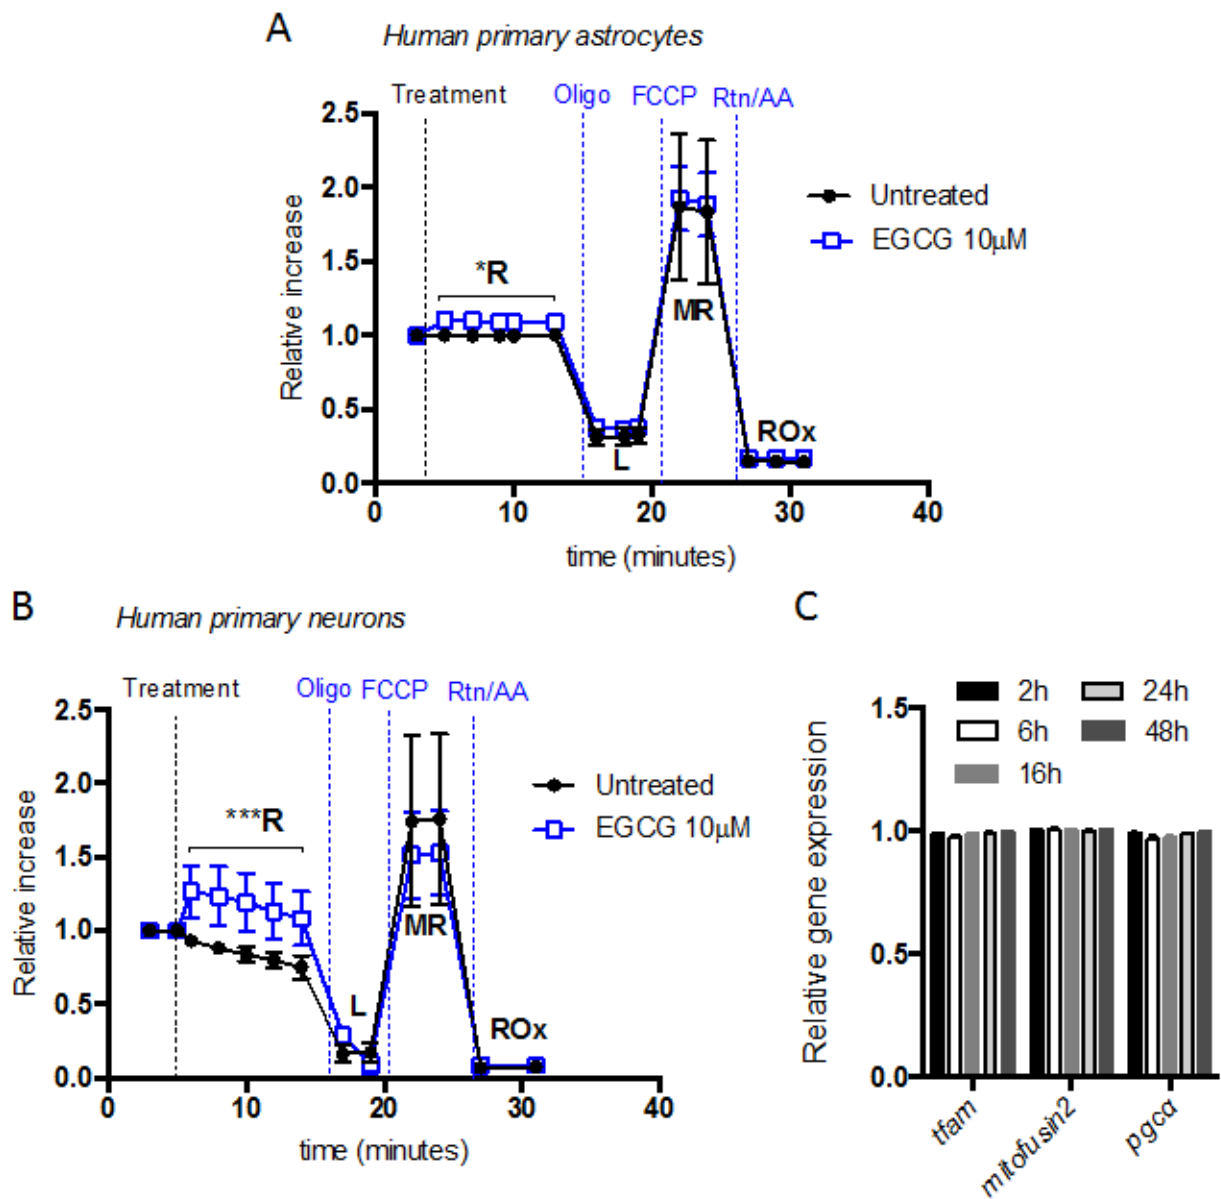 A
Human primary astrocytes
Treatment
Oligo
FCCP
Rtn/AA
2.5
2.0
1.5
1.0
0.5
0.0
Relative increase
*R
MR
L
ROx
Untreated
EGCG 10μM
0 10 20 30 40
time (minutes)
B
Human primary neurons
Treatment
Oligo
FCCP
Rtn/AA
2.5
2.0
1.5
1.0
0.5
0.0
Relative increase
***R
L
MR
ROx
Untreated
EGCG 10μM
0 10 20 30 40
time (minutes)
C
2h 24h
6h 48h
16h
1.5
1.0
0.5
0.0
Relative gene expression
tfam
mitofusin2
pgcα